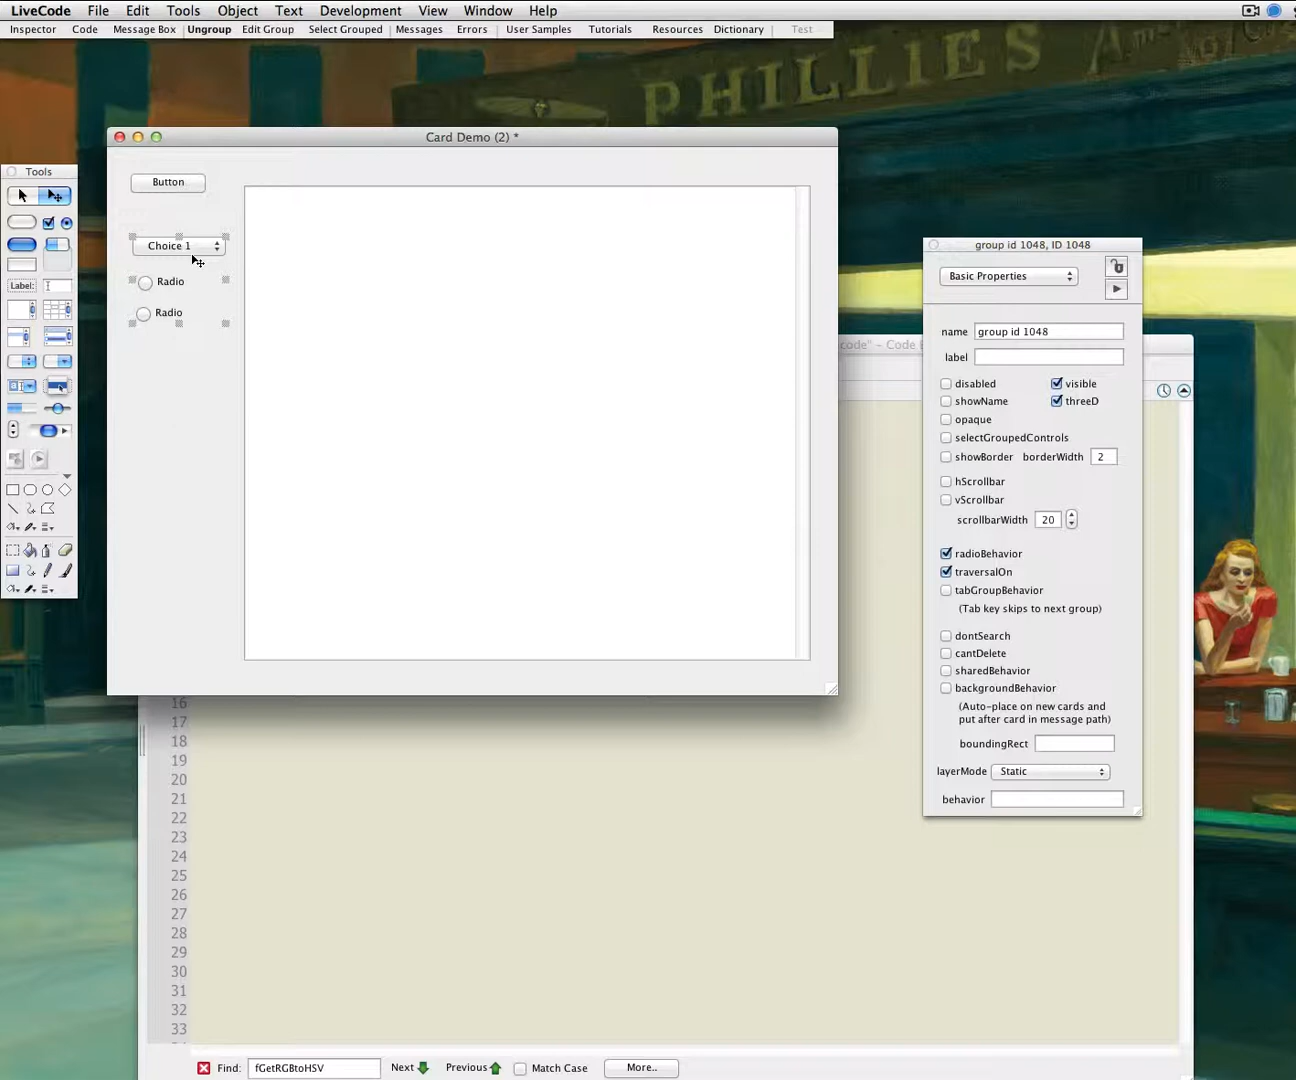 LiveCode File Edit Tools Object Text Development View Window Help
Inspector Code Message Box Ungroup Edit Group Select Grouped Messages Errors User Samples Tutorials Resources Dictionary Test
PHILLIES
Card Demo (2) *
Tools
Button
Choice 1
Radio
Radio
Label:
group id 1048, ID 1048
Basic Properties
name group id 1048
label
disabled visible
showName threeD
opaque
selectGroupedControls
showBorder borderWidth 2
hScrollbar
vScrollbar
scrollbarWidth 20
radioBehavior
traversalOn
tabGroupBehavior
(Tab key skips to next group)
dontSearch
cantDelete
sharedBehavior
backgroundBehavior
(Auto-place on new cards and
put after card in message path)
boundingRect
layerMode Static
behavior
code" – Code E
16
17
18
19
20
21
22
23
24
25
26
27
28
29
30
31
32
33
Find: fGetRGBtoHSV Next Previous Match Case More..